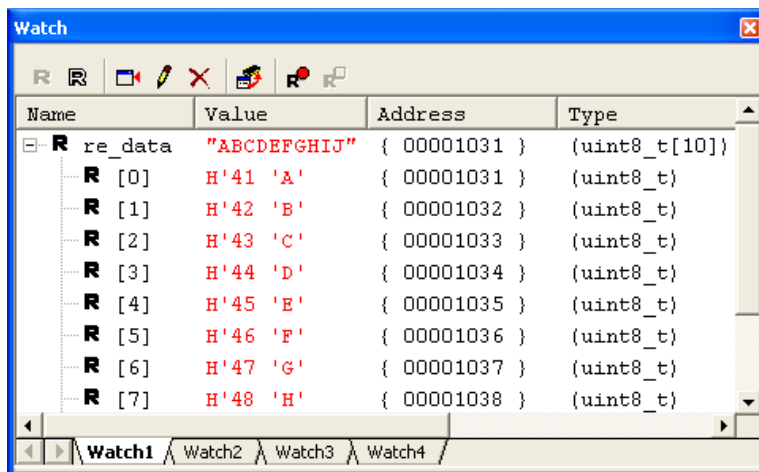 Watch
R R R R
Name Value Address Type
R re_data "ABCDEFGHIJ" { 00001031 } (uint8_t[10])
R [0] H'41 'A' { 00001031 } (uint8_t)
R [1] H'42 'B' { 00001032 } (uint8_t)
R [2] H'43 'C' { 00001033 } (uint8_t)
R [3] H'44 'D' { 00001034 } (uint8_t)
R [4] H'45 'E' { 00001035 } (uint8_t)
R [5] H'46 'F' { 00001036 } (uint8_t)
R [6] H'47 'G' { 00001037 } (uint8_t)
R [7] H'48 'H' { 00001038 } (uint8_t)
Watch1 Watch2 Watch3 Watch4